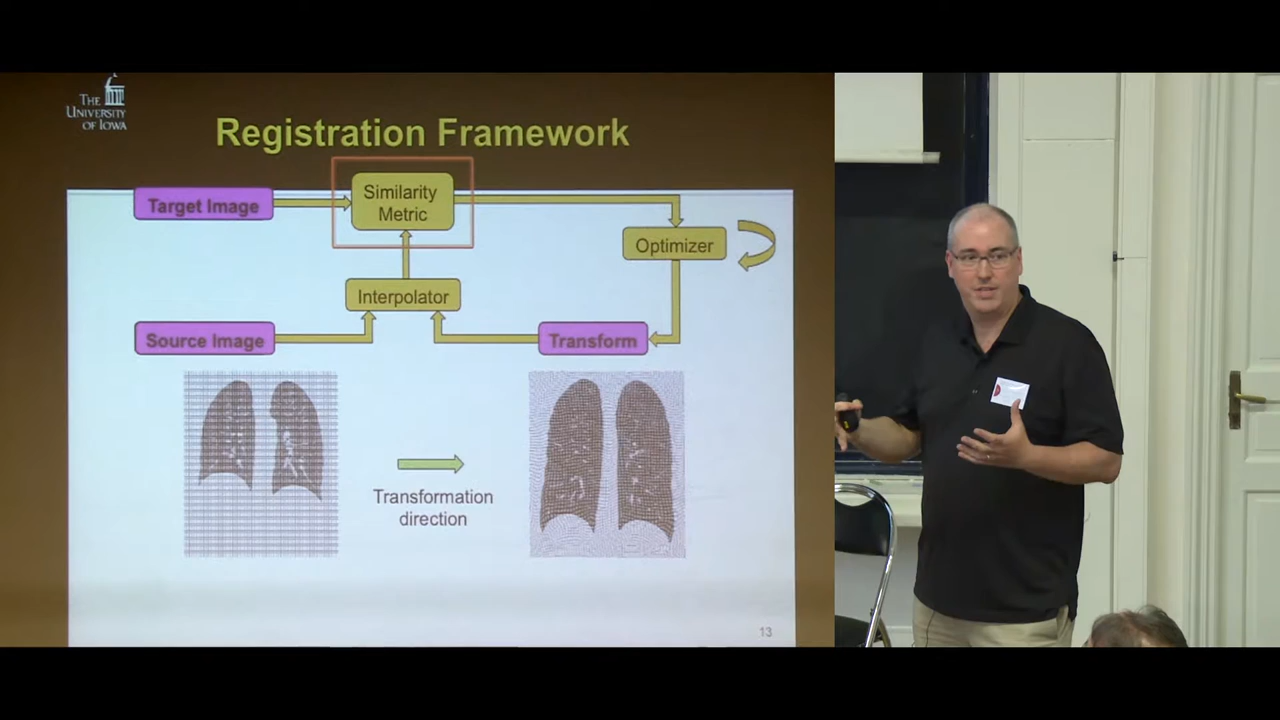 THE
UNIVERSITY
OF IOWA
Registration Framework
Target Image
Similarity
Metric
Optimizer
Interpolator
Source Image
Transform
Transformation
direction
13